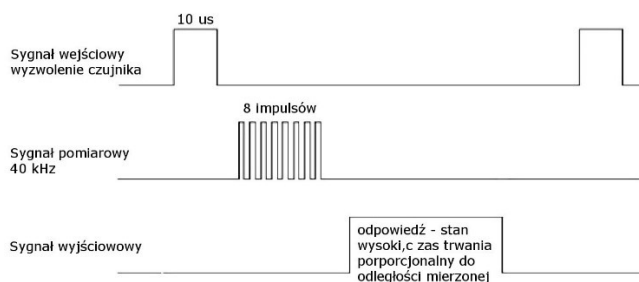 10 us
Sygnał wejściowy
wyzwolenie czujnika
8 impulsów
Sygnał pomiarowy
40 kHz
Sygnał wyjściowowy
odpowiedź - stan
wysoki,c zas trwania
porporcjonalny do
odległości mierzonej